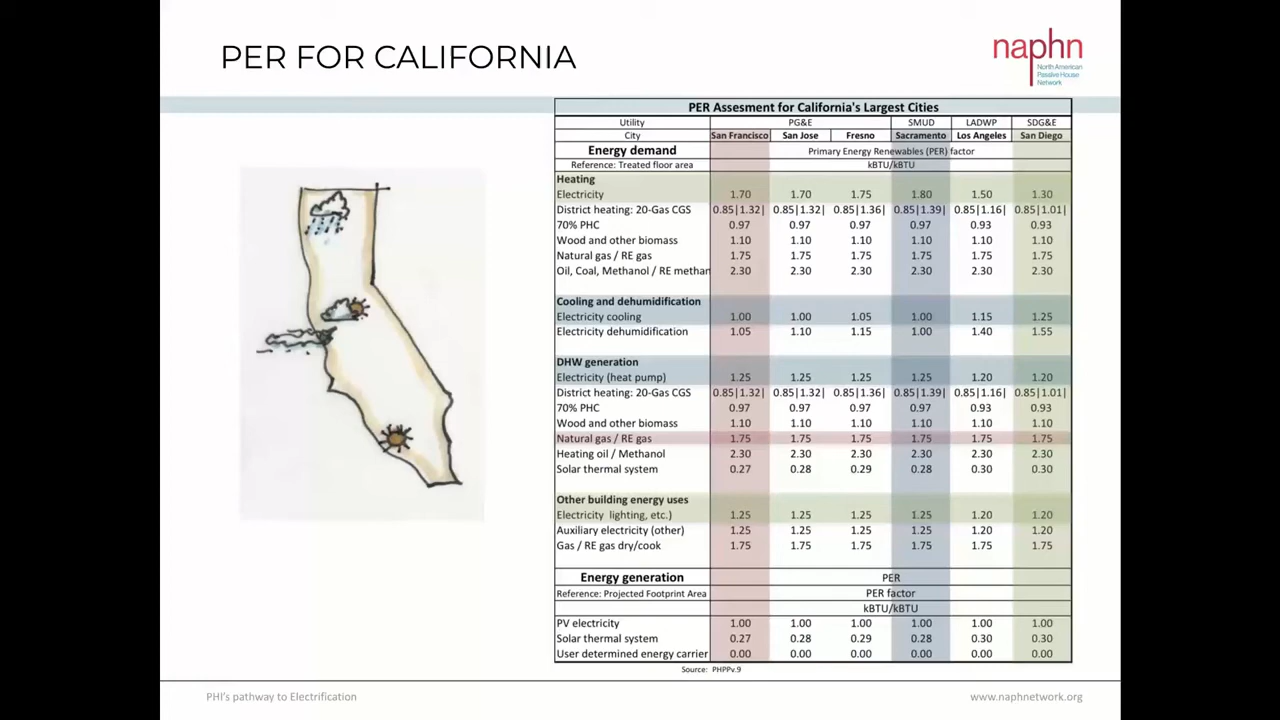 PER FOR CALIFORNIA
naphn
North American
Passive House
Network
PER Assesment for California's Largest Cities
Utility PG&E SMUD LADWP SDG&E
City San Francisco San Jose Fresno Sacramento Los Angeles San Diego
Energy demand Primary Energy Renewables (PER) factor
Reference: Treated floor area kBTU/kBTU
Heating
Electricity 1.70 1.70 1.75 1.80 1.50 1.30
District heating: 20-Gas CGS 0.85|1.32| 0.85|1.32| 0.85|1.36| 0.85|1.39| 0.85|1.16| 0.85|1.01|
70% PHC 0.97 0.97 0.97 0.97 0.93 0.93
Wood and other biomass 1.10 1.10 1.10 1.10 1.10 1.10
Natural gas / RE gas 1.75 1.75 1.75 1.75 1.75 1.75
Oil, Coal, Methanol / RE methan 2.30 2.30 2.30 2.30 2.30 2.30
Cooling and dehumidification
Electricity cooling 1.00 1.00 1.05 1.00 1.15 1.25
Electricity dehumidification 1.05 1.10 1.15 1.00 1.40 1.55
DHW generation
Electricity (heat pump) 1.25 1.25 1.25 1.25 1.20 1.20
District heating: 20-Gas CGS 0.85|1.32| 0.85|1.32| 0.85|1.36| 0.85|1.39| 0.85|1.16| 0.85|1.01|
70% PHC 0.97 0.97 0.97 0.97 0.93 0.93
Wood and other biomass 1.10 1.10 1.10 1.10 1.10 1.10
Natural gas / RE gas 1.75 1.75 1.75 1.75 1.75 1.75
Heating oil / Methanol 2.30 2.30 2.30 2.30 2.30 2.30
Solar thermal system 0.27 0.28 0.29 0.28 0.30 0.30
Other building energy uses
Electricity lighting, etc.) 1.25 1.25 1.25 1.25 1.20 1.20
Auxiliary electricity (other) 1.25 1.25 1.25 1.25 1.20 1.20
Gas / RE gas dry/cook 1.75 1.75 1.75 1.75 1.75 1.75
Energy generation PER
Reference: Projected Footprint Area PER factor
kBTU/kBTU
PV electricity 1.00 1.00 1.00 1.00 1.00 1.00
Solar thermal system 0.27 0.28 0.29 0.28 0.30 0.30
User determined energy carrier 0.00 0.00 0.00 0.00 0.00 0.00
Source: PHPPv.9
PHI's pathway to Electrification
www.naphnetwork.org